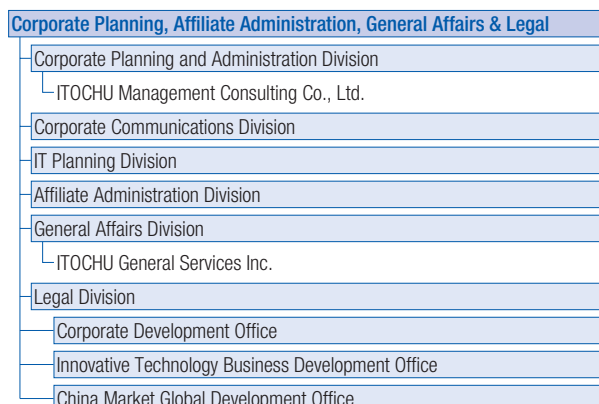 Corporate Planning, Affiliate Administration, General Affairs & Legal
Corporate Planning and Administration Division
ITOCHU Management Consulting Co., Ltd.
Corporate Communications Division
IT Planning Division
Affiliate Administration Division
General Affairs Division
ITOCHU General Services Inc.
Legal Division
Corporate Development Office
Innovative Technology Business Development Office
China Market Global Development Office